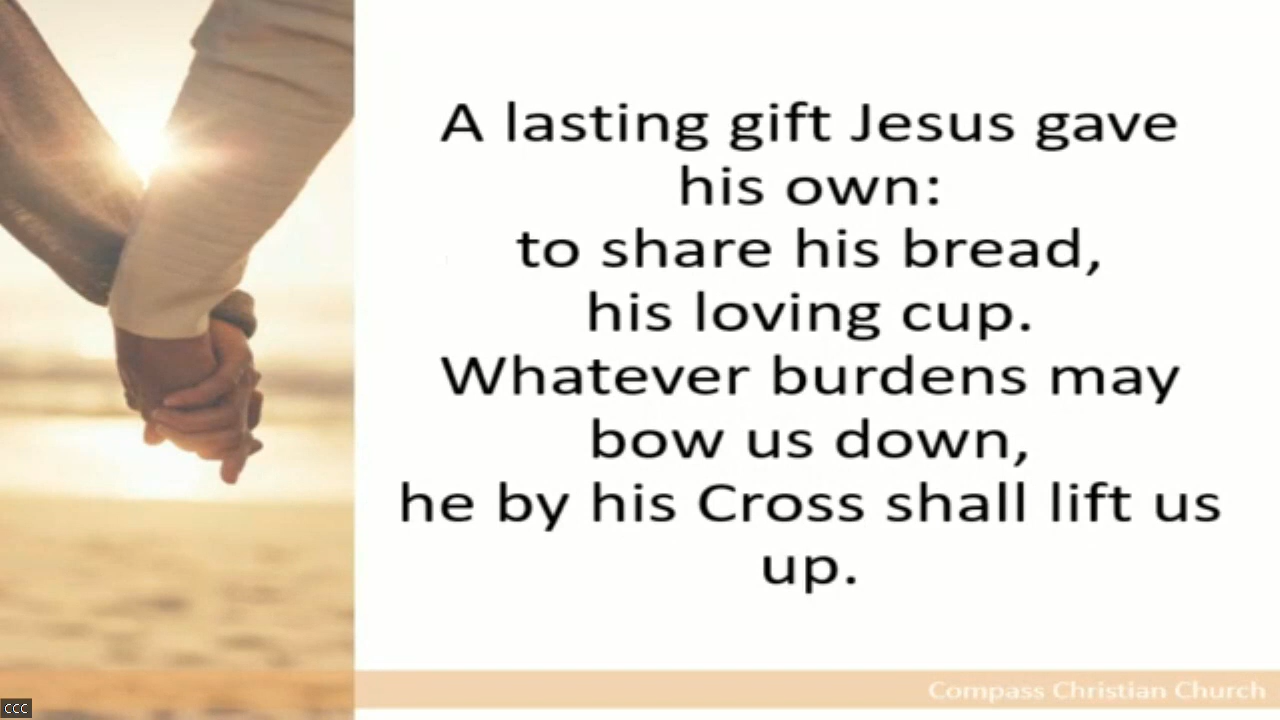 A lasting gift Jesus gave
his own:
to share his bread,
his loving cup.
Whatever burdens may
bow us down,
he by his Cross shall lift us
up.
Compass Christian Church
CCC